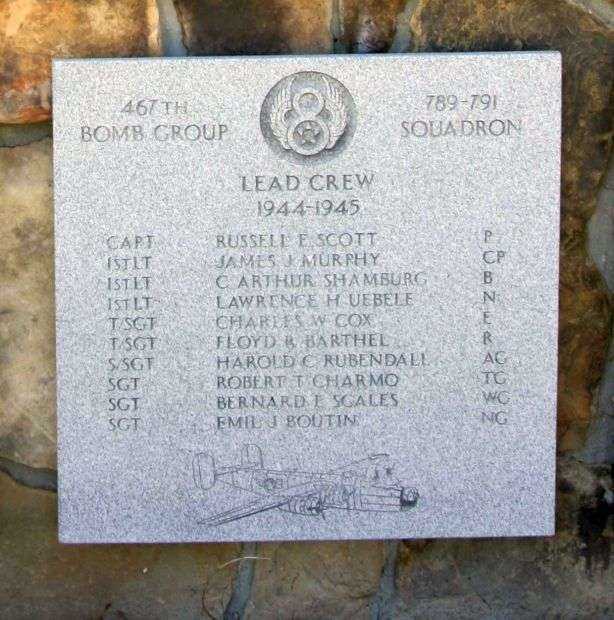 467TH
BOMB GROUP
8
789-791
SQUADRON
LEAD CREW
1944-1945
CAPT RUSSELL E SCOTT P
1ST LT JAMES J MURPHY CP
1ST LT C ARTHUR SHAMBURG B
1ST LT LAWRENCE H UEBELE N
T/SGT CHARLES W COX E
T/SGT FLOYD R BARTHEL R
S/SGT HAROLD C RUBENDALL AG
SGT ROBERT T CHARMO TG
SGT BERNARD E SCALES WG
SGT EMIL J BOUTIN NG